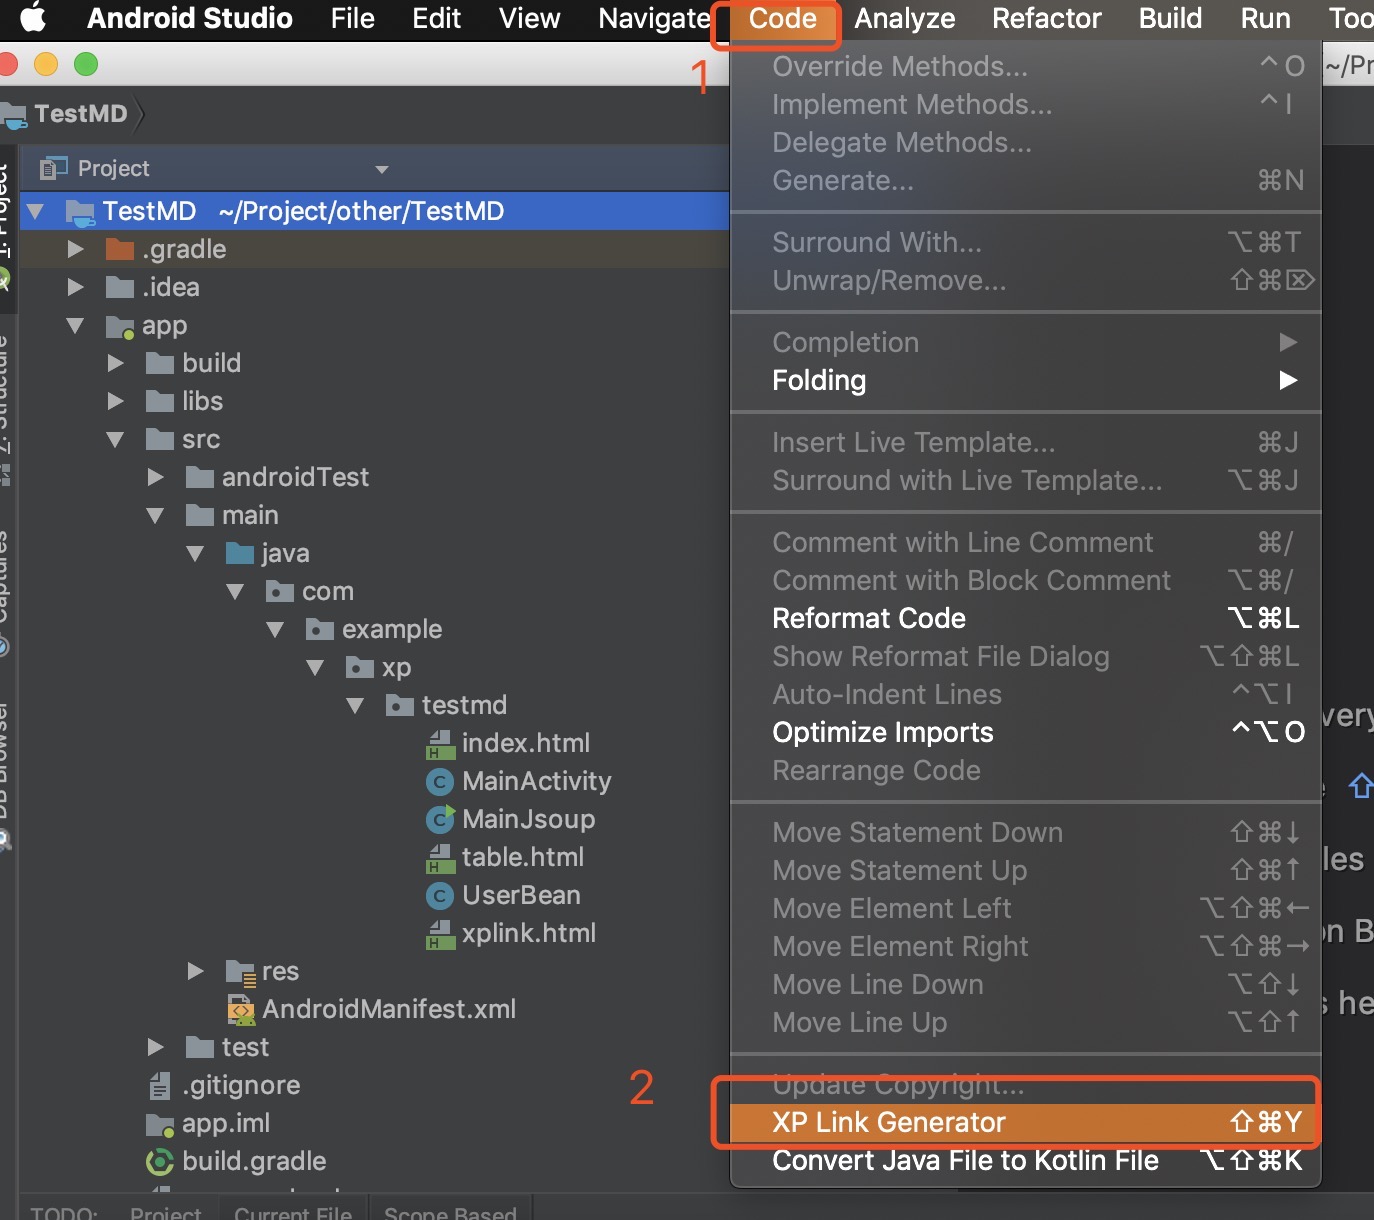 Android Studio File Edit View Navigate Code Analyze Refactor Build Run Too
1
~/Pr
TestMD
Project
TestMD ~/Project/other/TestMD
.gradle
.idea
app
build
libs
src
androidTest
main
java
com
example
xp
testmd
index.html
MainActivity
MainJsoup
table.html
UserBean
xplink.html
res
AndroidManifest.xml
test
.gitignore
app.iml
build.gradle
1: Project
Z: Structure
Captures
DB Browser
Override Methods... ^O
Implement Methods... ^I
Delegate Methods...
Generate... ⌘N
Surround With... ⌥⌘T
Unwrap/Remove... ⇧⌘⌦
Completion ▶
Folding ▶
Insert Live Template... ⌘J
Surround with Live Template... ⌥⌘J
Comment with Line Comment ⌘/
Comment with Block Comment ⌥⌘/
Reformat Code ⌥⌘L
Show Reformat File Dialog ⌥⇧⌘L
Auto-Indent Lines ^⌥I
Optimize Imports ^⌥O
Rearrange Code
Move Statement Down ⇧⌘↓
Move Statement Up ⇧⌘↑
Move Element Left ⌥⇧⌘←
Move Element Right ⌥⇧⌘→
Move Line Down ⌥⇧↓
Move Line Up ⌥⇧↑
Update Copyright...
2
XP Link Generator ⇧⌘Y
Convert Java File to Kotlin File ⌥⇧⌘K
very
⇧
les
on B
s he
TODO: Project Current File Scope Based